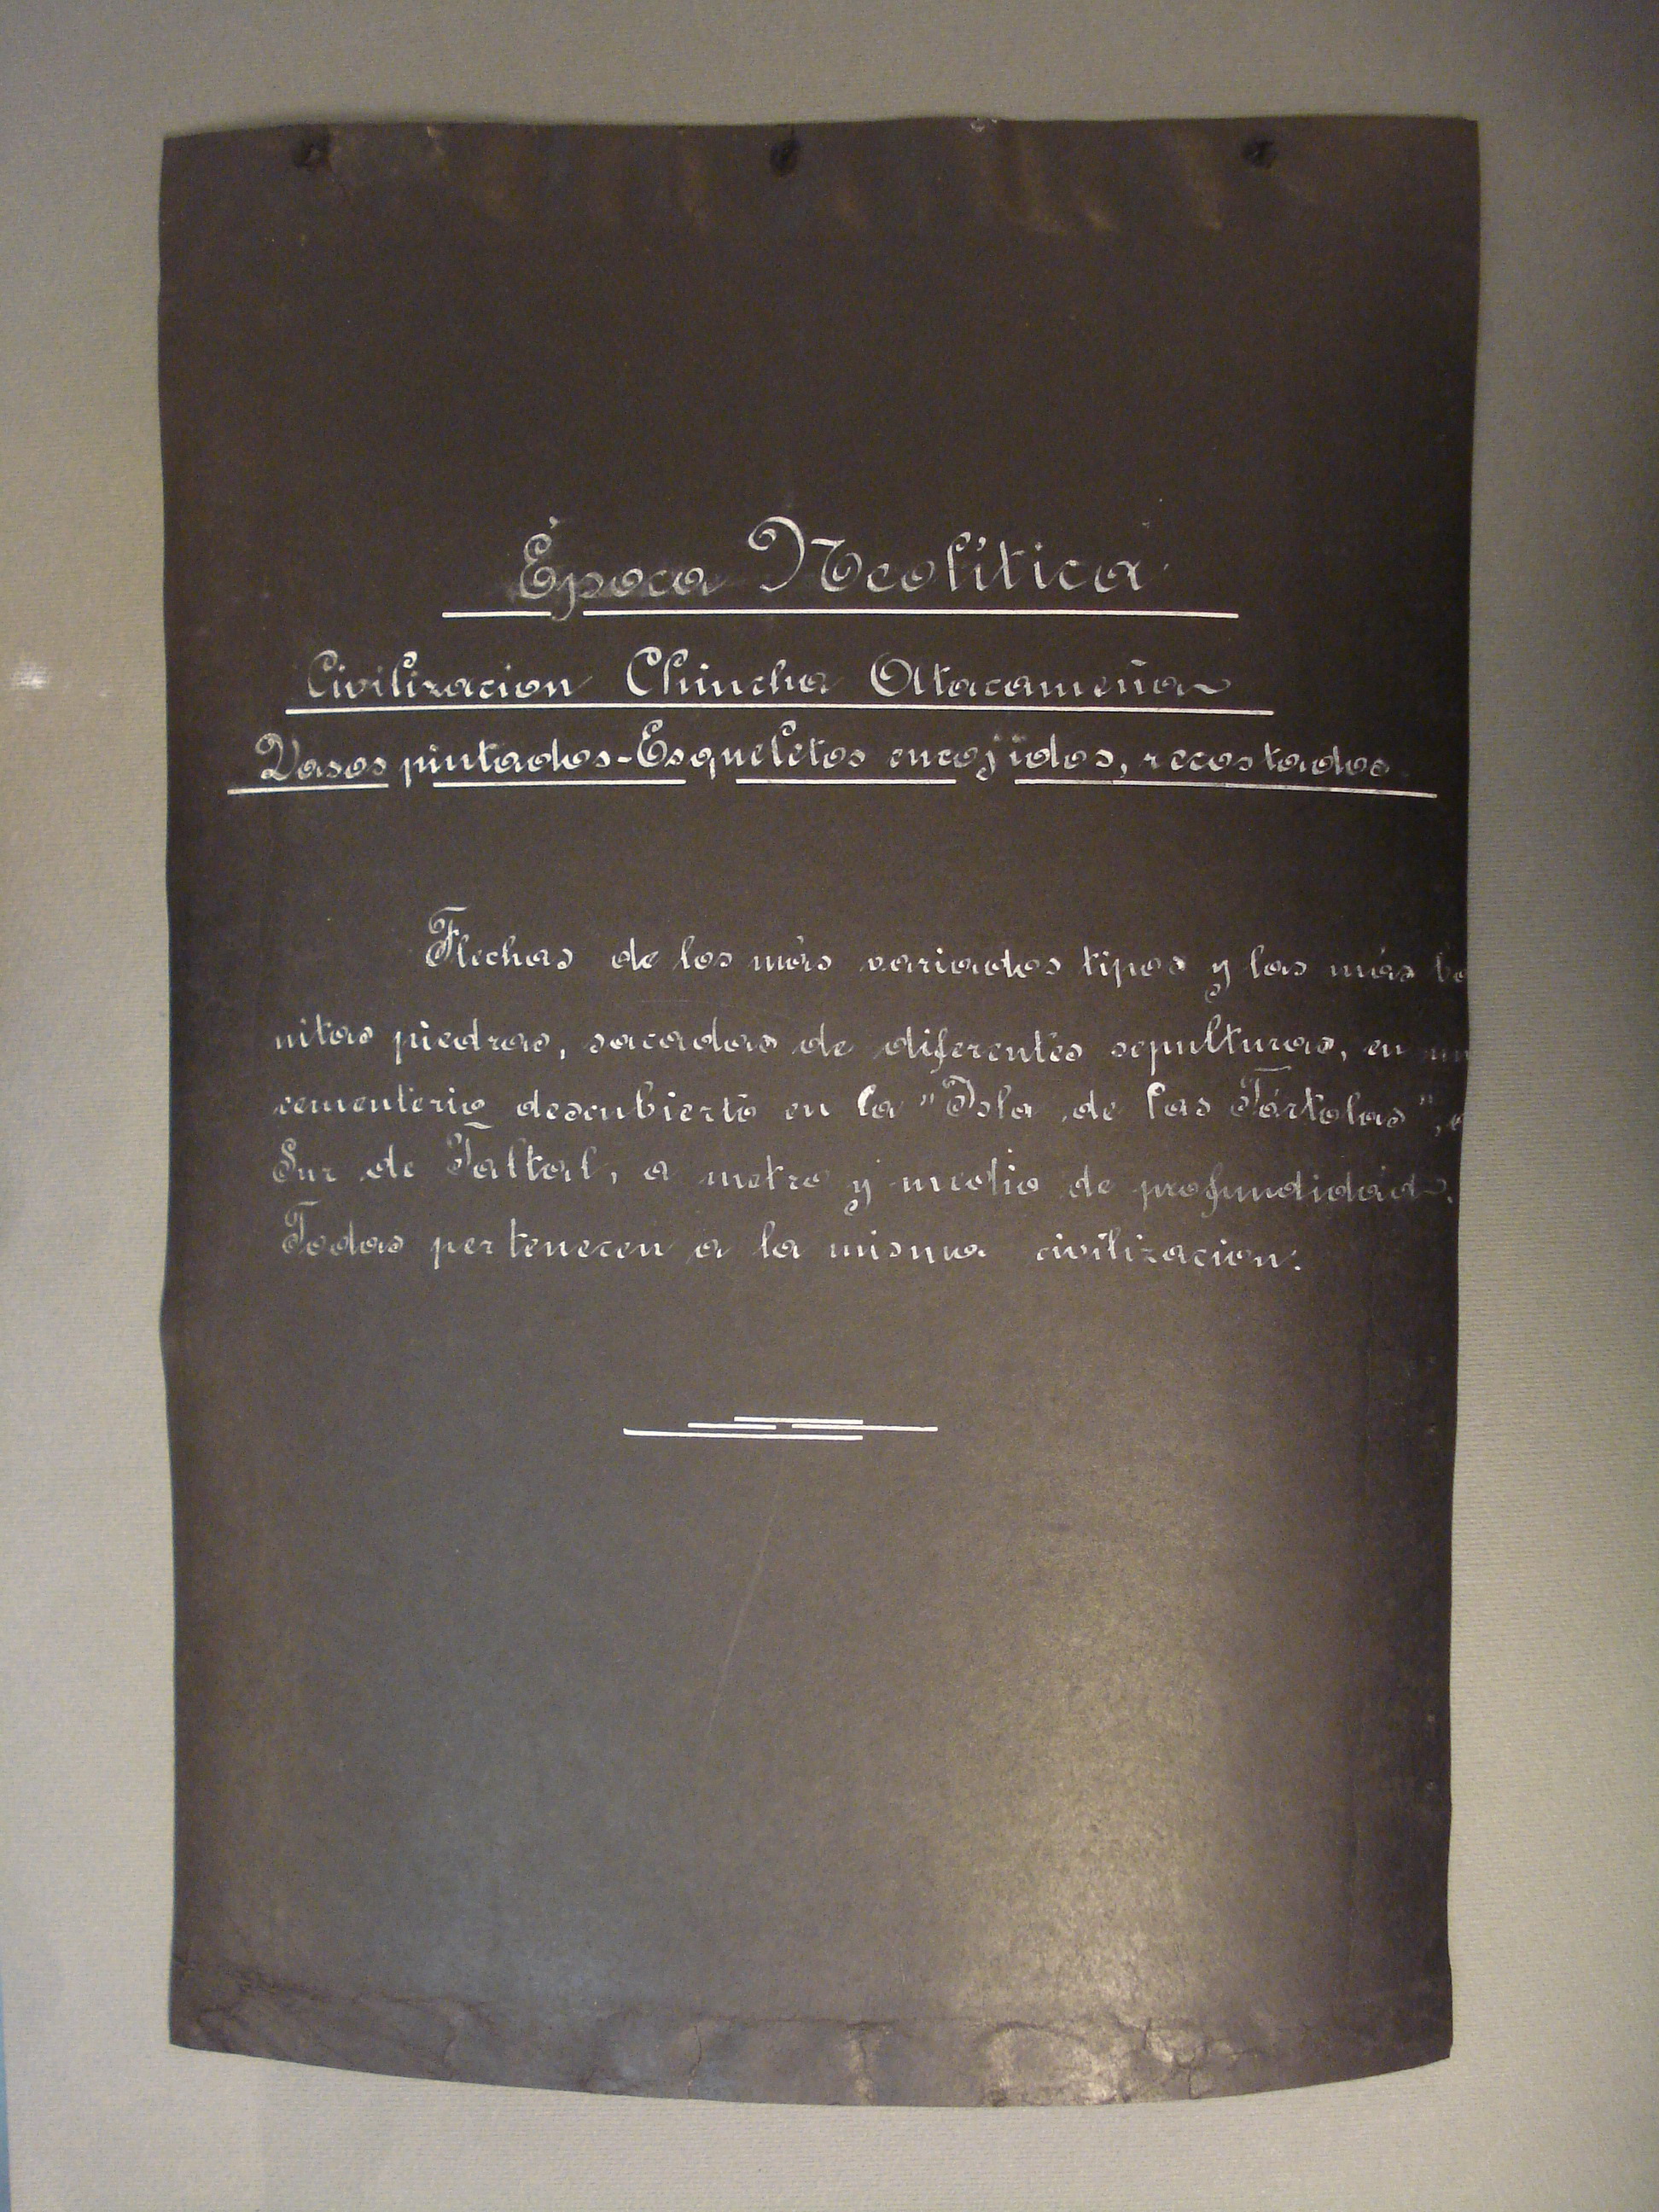 Época Neolítica
Civilizacion Chincha Atacameña
Vasos pintados-Esqueletos encojidos, recostados
Flechas de los más variados tipos y las más bo
nitas piedras, sacadas de diferentes sepulturas, en un
cementerio descubierto en la "Isla de las Tórtolas",
Sur de Taltal, a metro y medio de profundidad.
Todas pertenecen a la misma civilizacion.